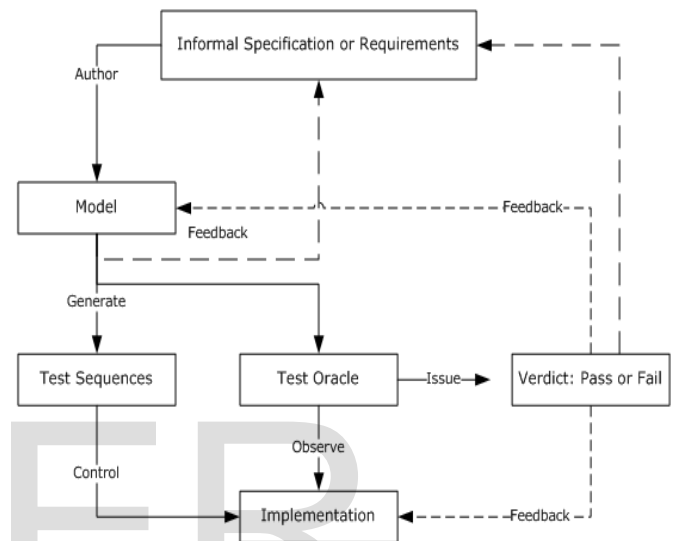 Informal Specification or Requirements
Author
Model
Feedback
Feedback
Generate
Test Sequences
Test Oracle
Issue
Verdict: Pass or Fail
Control
Observe
Implementation
Feedback
ER